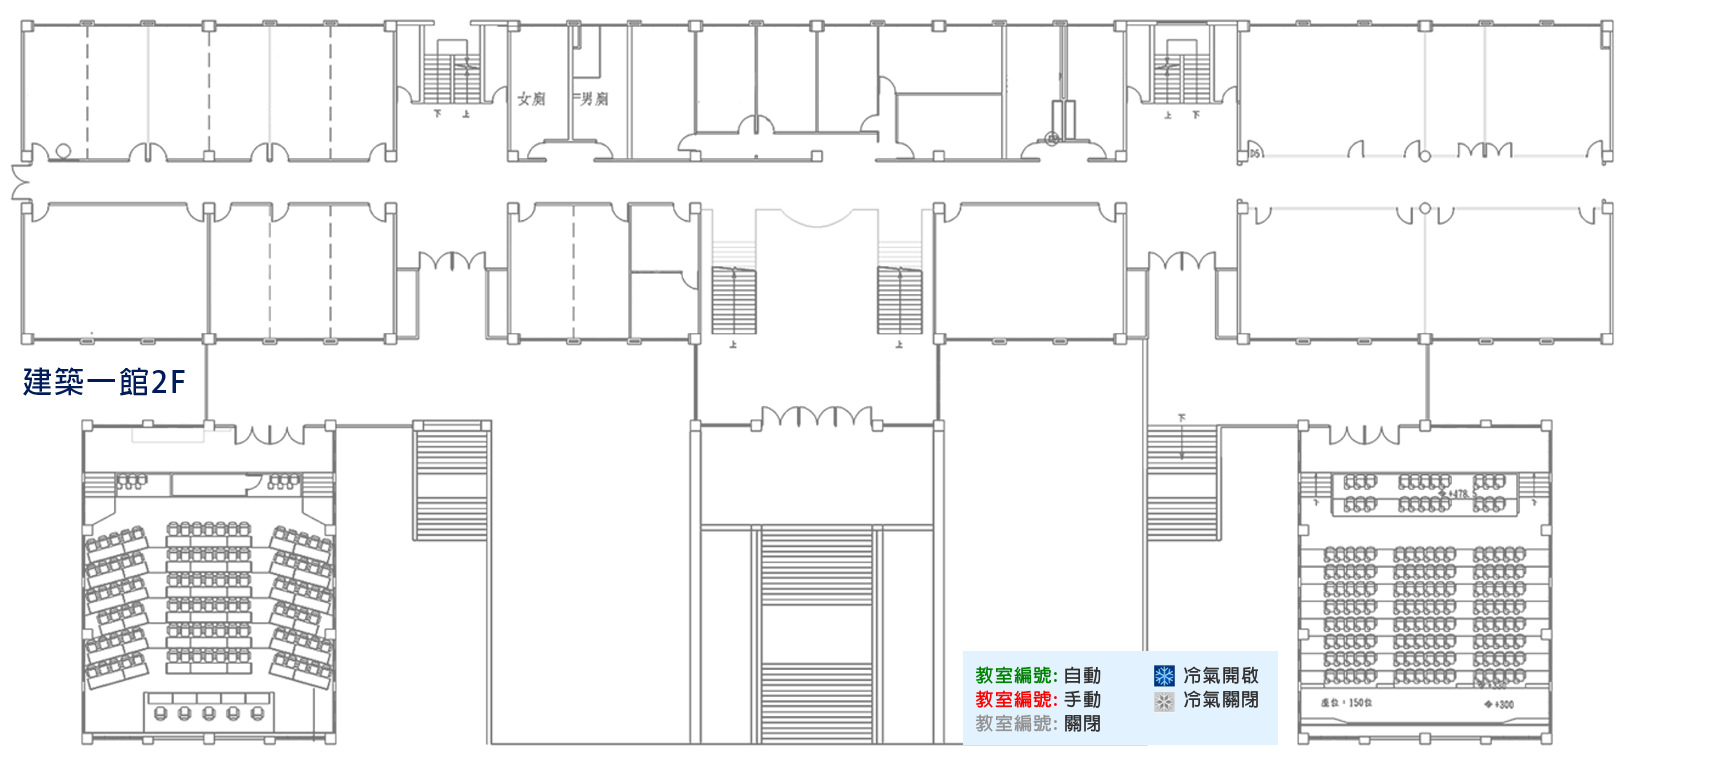 女廁
男廁
下 上
上 下
D5
上
上
建築一館2F
下
+478.5
座位：150位
+300
教室編號: 自動
教室編號: 手動
教室編號: 關閉
冷氣開啟
冷氣關閉